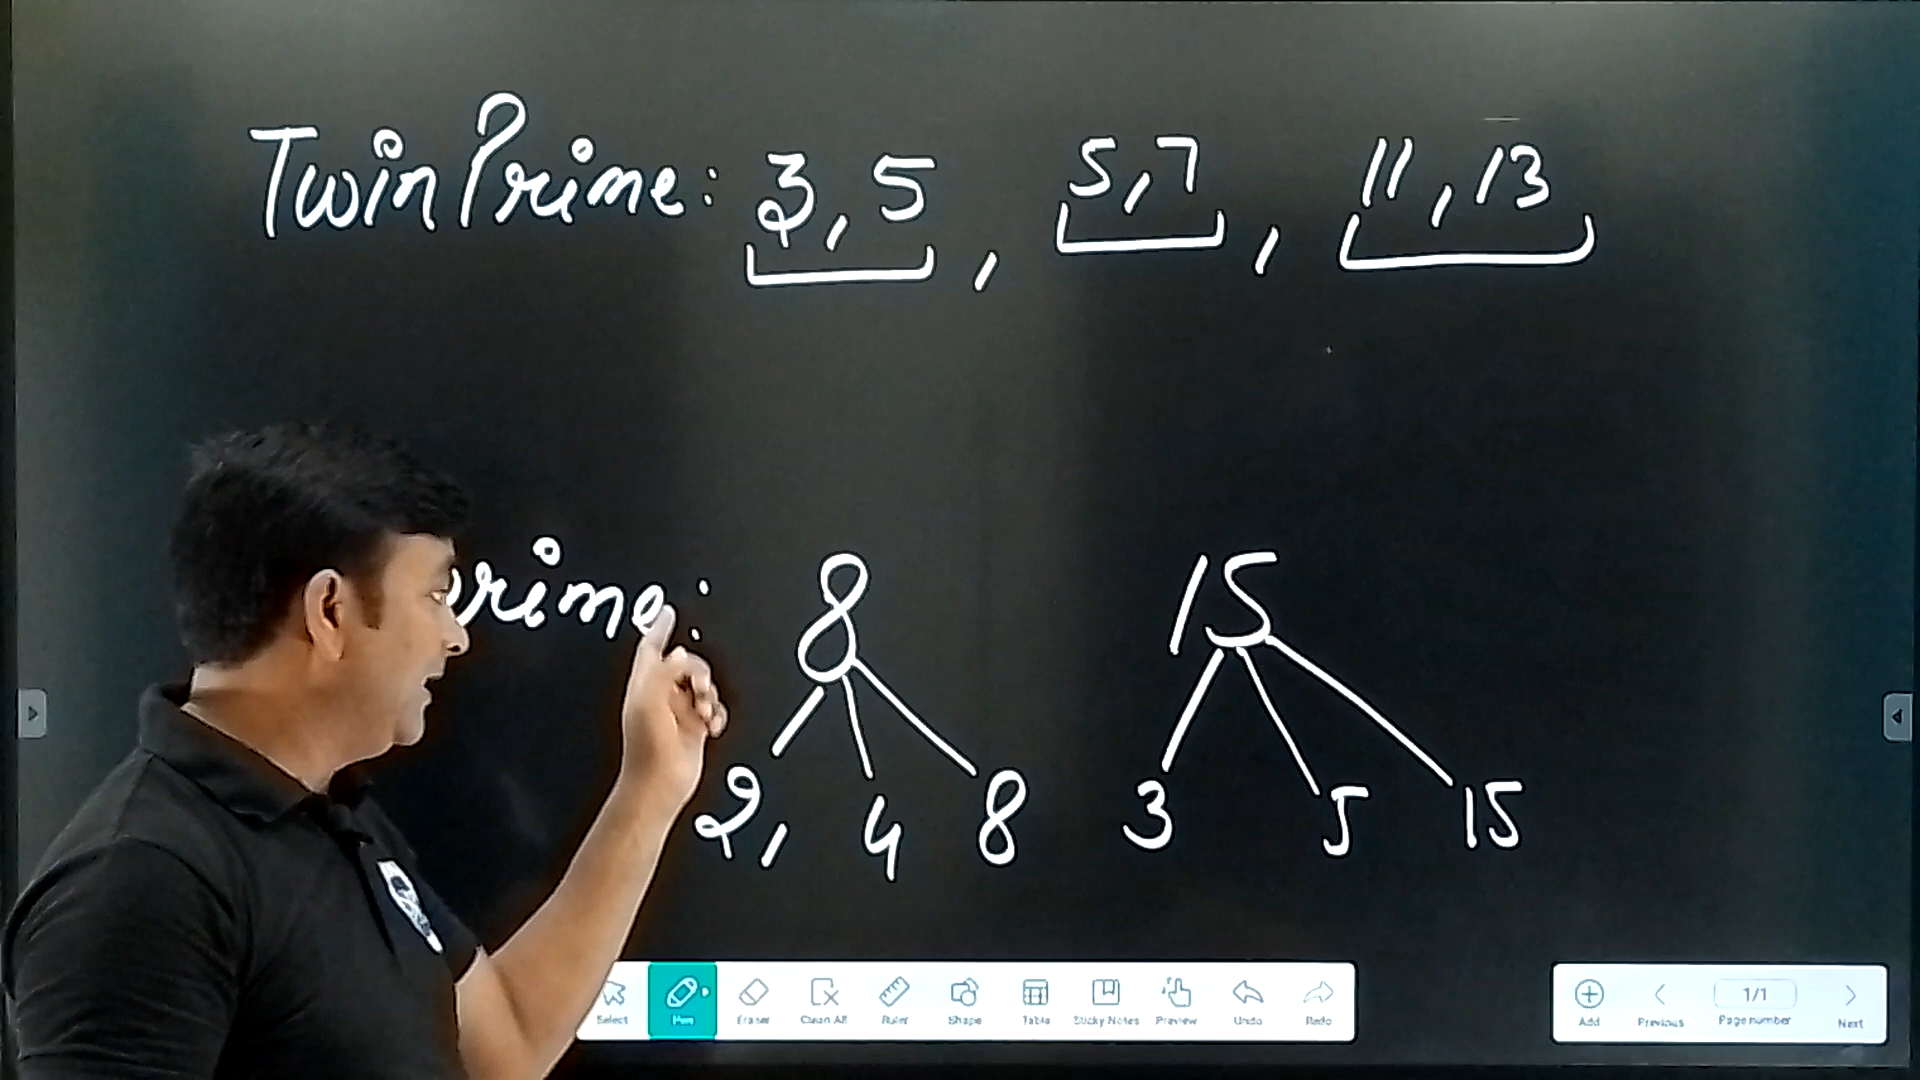 Twin Prime: 3, 5, 5,7, 11,13
rime: 8 15
2, 4 8 3 5 15
Select Pen Eraser Clean All Ruler Shape Table Sticky Notes Preview Undo Redo
Add Previous 1/1 Page number Next